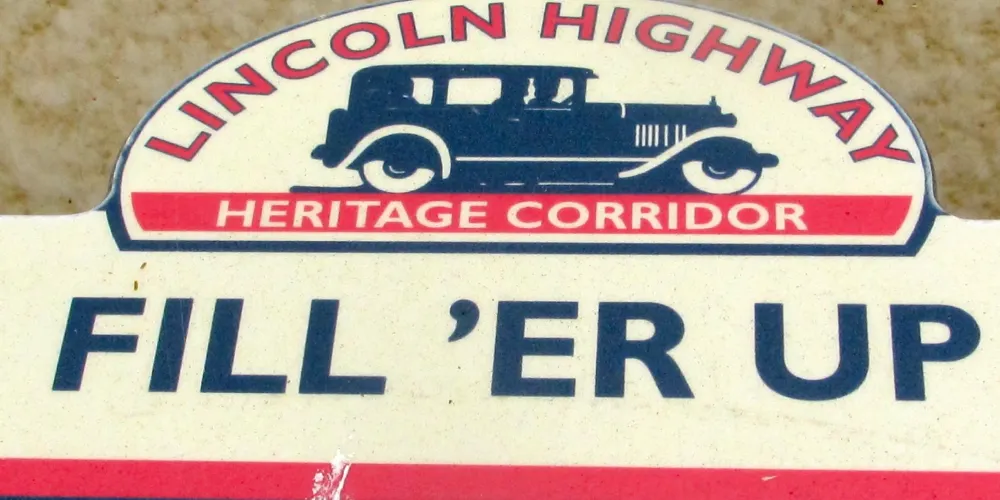 LINCOLN HIGHWAY
HERITAGE CORRIDOR
FILL ’ER UP